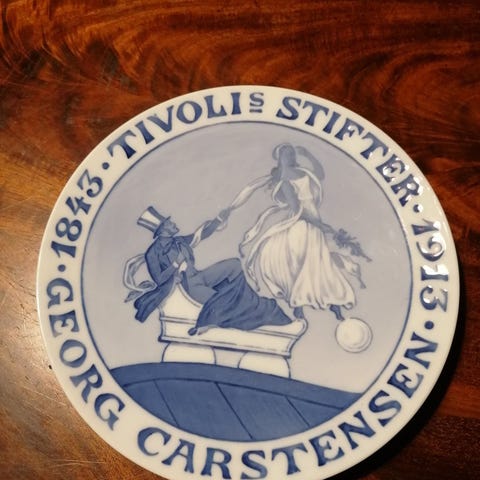 1843 · TIVOLIS STIFTER · 1913 ·
GEORG CARSTENSEN